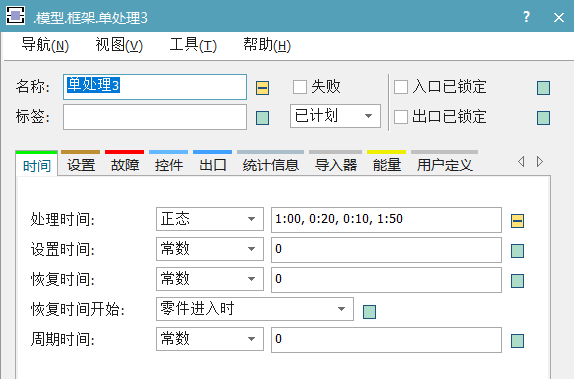 .模型.框架.单处理3
导航(N) 视图(V) 工具(T) 帮助(H)
名称: 单处理3 失败 入口已锁定
标签: 已计划 出口已锁定
时间 设置 故障 控件 出口 统计信息 导入器 能量 用户定义
处理时间: 正态 1:00, 0:20, 0:10, 1:50
设置时间: 常数 0
恢复时间: 常数 0
恢复时间开始: 零件进入时
周期时间: 常数 0